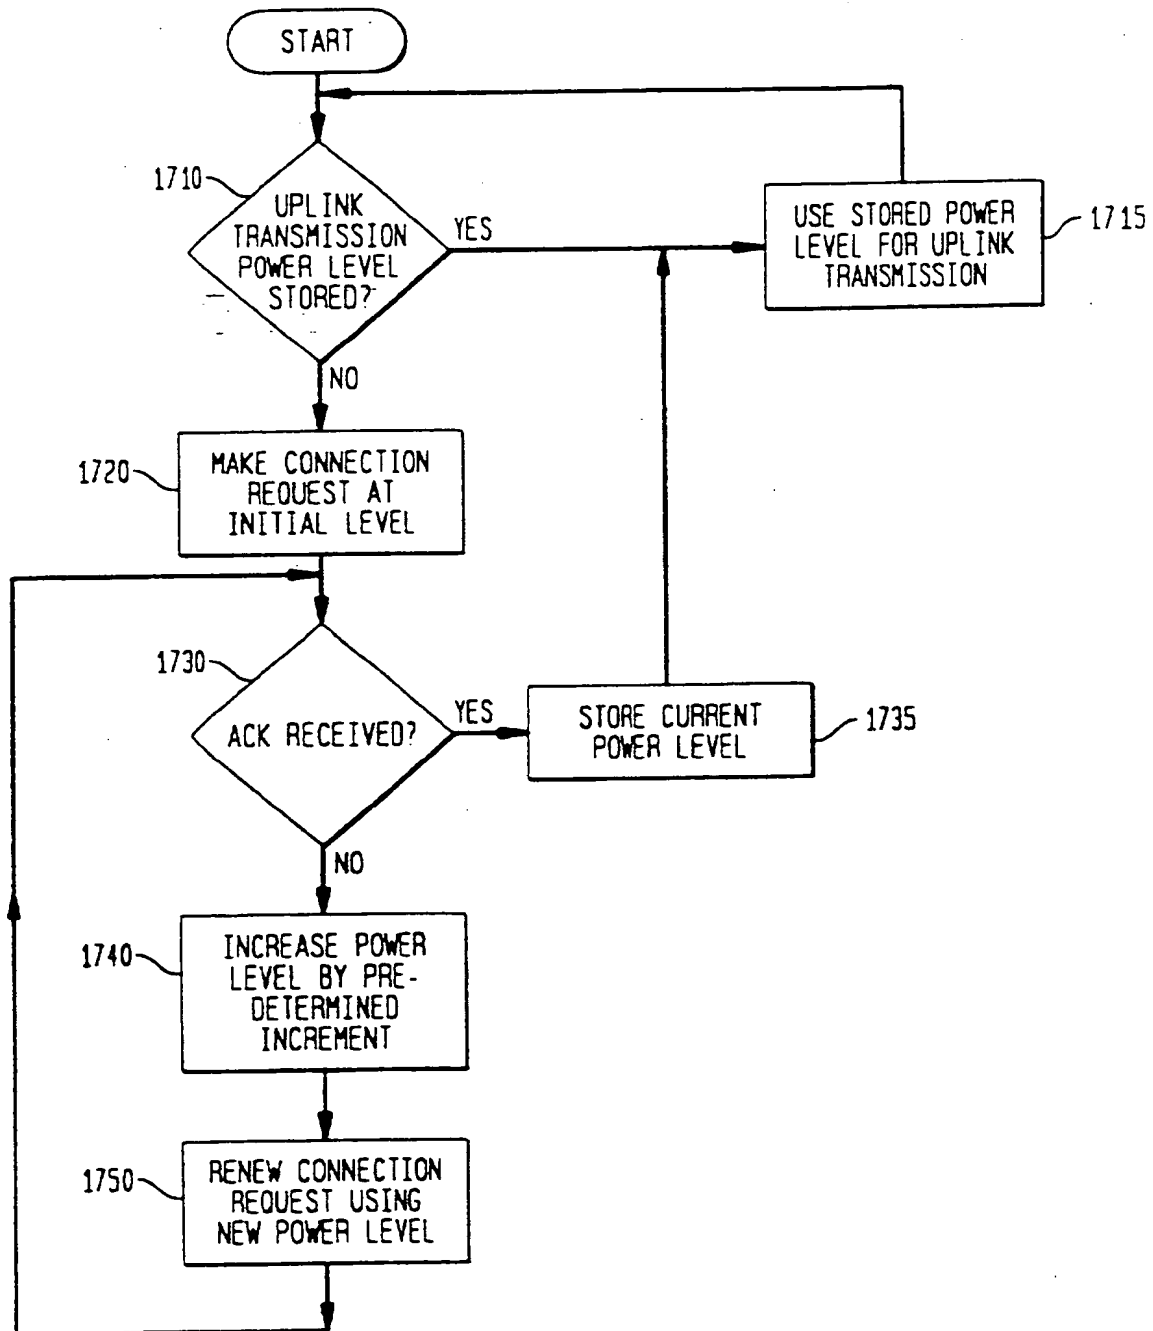 START
1710
UPLINK
TRANSMISSION
POWER LEVEL
STORED?
YES
USE STORED POWER
LEVEL FOR UPLINK
TRANSMISSION
1715
NO
1720
MAKE CONNECTION
REQUEST AT
INITIAL LEVEL
1730
ACK RECEIVED?
YES
STORE CURRENT
POWER LEVEL
1735
NO
1740
INCREASE POWER
LEVEL BY PRE-
DETERMINED
INCREMENT
1750
RENEW CONNECTION
REQUEST USING
NEW POWER LEVEL